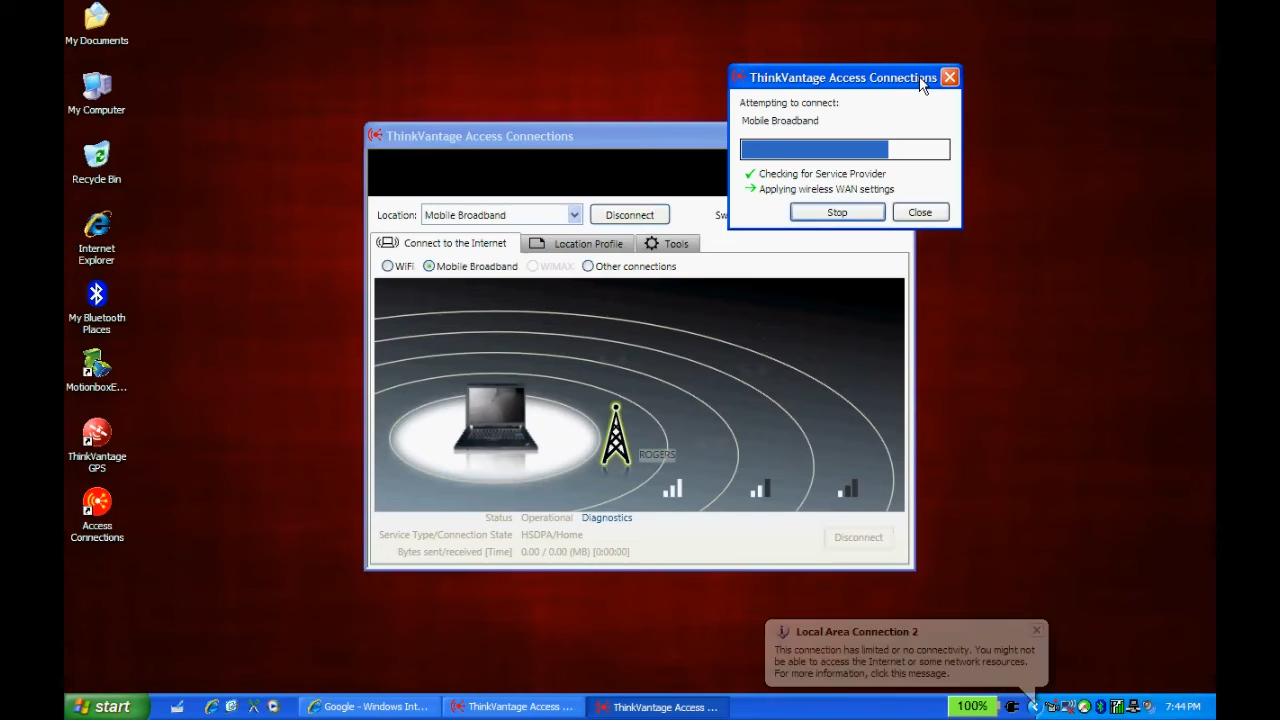 My Documents
My Computer
Recycle Bin
Internet
Explorer
My Bluetooth
Places
MotionboxE...
ThinkVantage
GPS
Access
Connections
ThinkVantage Access Connections
Location:
Mobile Broadband
Disconnect
Sw
Connect to the Internet
Location Profile
Tools
WiFi
Mobile Broadband
WiMAX
Other connections
ROGERS
Status
Operational
Diagnostics
Service Type/Connection State
HSDPA/Home
Bytes sent/received [Time]
0.00 / 0.00 (MB) [0:00:00]
Disconnect
ThinkVantage Access Connections
Attempting to connect:
Mobile Broadband
Checking for Service Provider
Applying wireless WAN settings
Stop
Close
Local Area Connection 2
This connection has limited or no connectivity. You might not
be able to access the Internet or some network resources.
For more information, click this message.
start
Google - Windows Int...
ThinkVantage Access ...
ThinkVantage Access ...
100%
7:44 PM